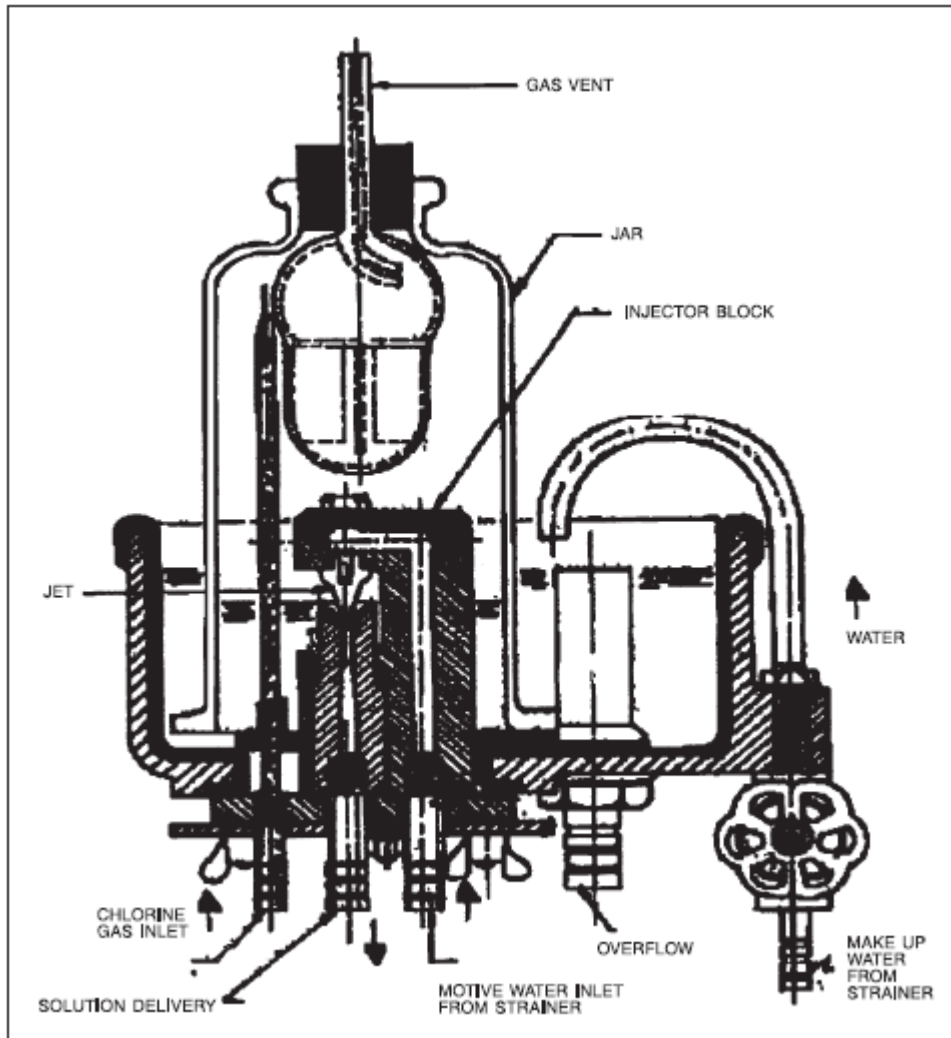 GAS VENT
JAR
INJECTOR BLOCK
JET
WATER
CHLORINE
GAS INLET
SOLUTION DELIVERY
MOTIVE WATER INLET
FROM STRAINER
OVERFLOW
MAKE UP
WATER
FROM
STRAINER